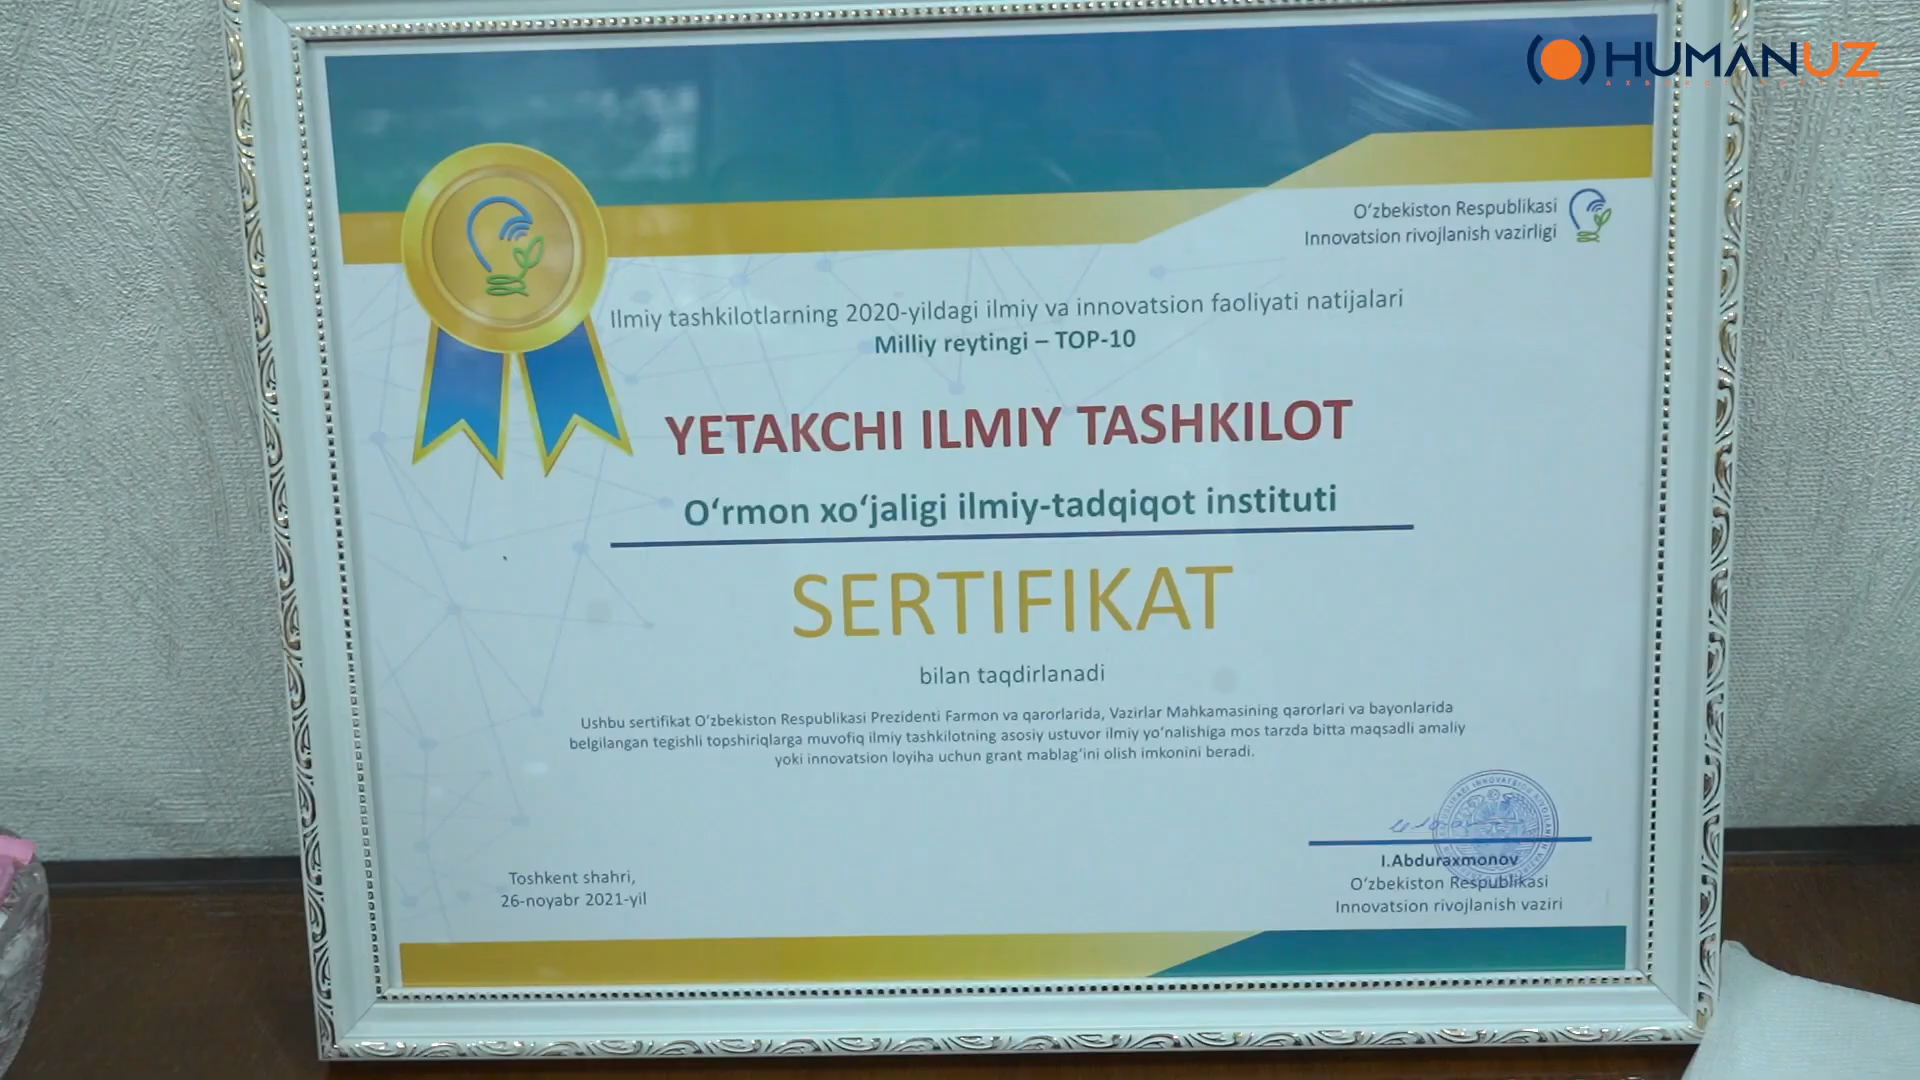 HUMANUZ
O‘zbekiston Respublikasi
Innovatsion rivojlanish vazirligi
Ilmiy tashkilotlarning 2020-yildagi ilmiy va innovatsion faoliyati natijalari
Milliy reytingi – TOP-10
YETAKCHI ILMIY TASHKILOT
O‘rmon xo‘jaligi ilmiy-tadqiqot instituti
SERTIFIKAT
bilan taqdirlanadi
Ushbu sertifikat O‘zbekiston Respublikasi Prezidenti Farmon va qarorlarida, Vazirlar Mahkamasining qarorlari va bayonlarida
belgilangan tegishli topshiriqlarga muvofiq ilmiy tashkilotning asosiy ustuvor ilmiy yo‘nalishiga mos tarzda bitta maqsadli amaliy
yoki innovatsion loyiha uchun grant mablag‘ini olish imkonini beradi.
Toshkent shahri,
26-noyabr 2021-yil
I.Abduraxmonov
O‘zbekiston Respublikasi
Innovatsion rivojlanish vaziri